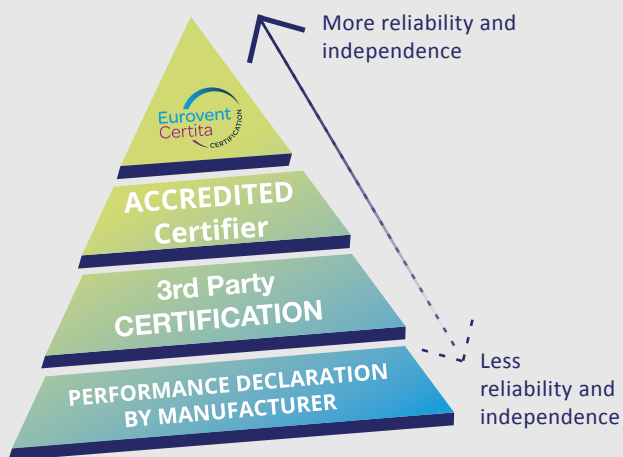 More reliability and
independence
Eurovent
Certita
CERTIFICATION
ACCREDITED
Certifier
3rd Party
CERTIFICATION
PERFORMANCE DECLARATION
BY MANUFACTURER
Less
reliability and
independence